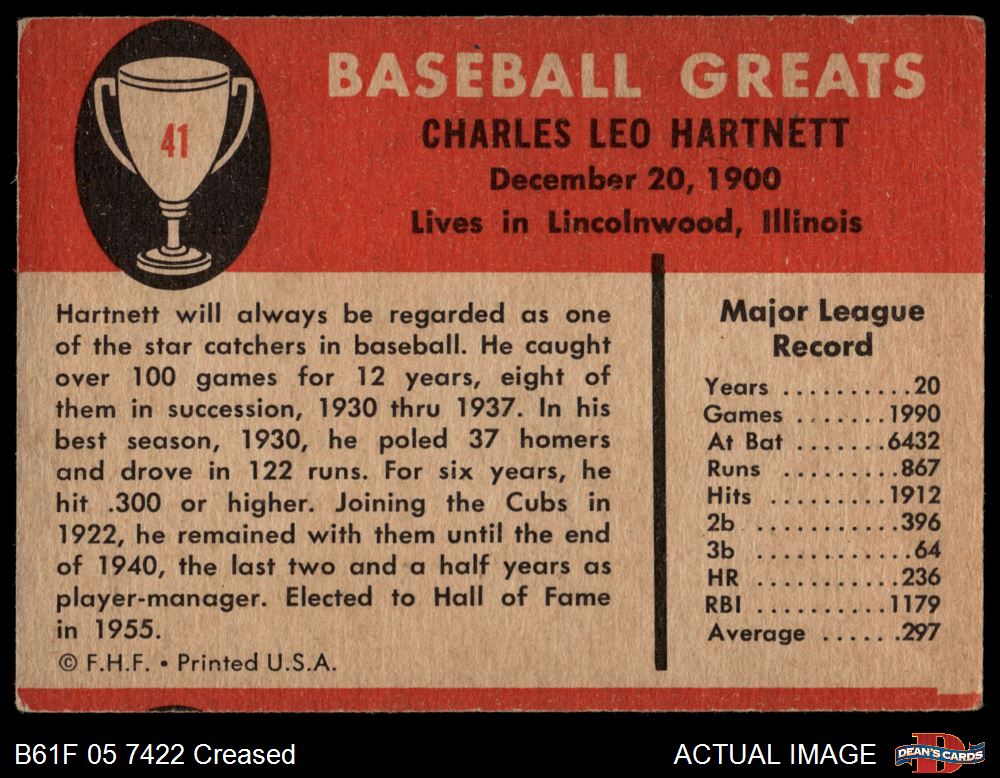 41
BASEBALL GREATS
CHARLES LEO HARTNETT
December 20, 1900
Lives in Lincolnwood, Illinois
Hartnett will always be regarded as one
of the star catchers in baseball. He caught
over 100 games for 12 years, eight of
them in succession, 1930 thru 1937. In his
best season, 1930, he poled 37 homers
and drove in 122 runs. For six years, he
hit .300 or higher. Joining the Cubs in
1922, he remained with them until the end
of 1940, the last two and a half years as
player-manager. Elected to Hall of Fame
in 1955.
© F.H.F. • Printed U.S.A.
Major League
Record
Years ..........20
Games .......1990
At Bat .......6432
Runs .........867
Hits .........1912
2b ...........396
3b ............64
HR ...........236
RBI ..........1179
Average ......297
B61F 05 7422 Creased
ACTUAL IMAGE
D
DEAN'S CARDS